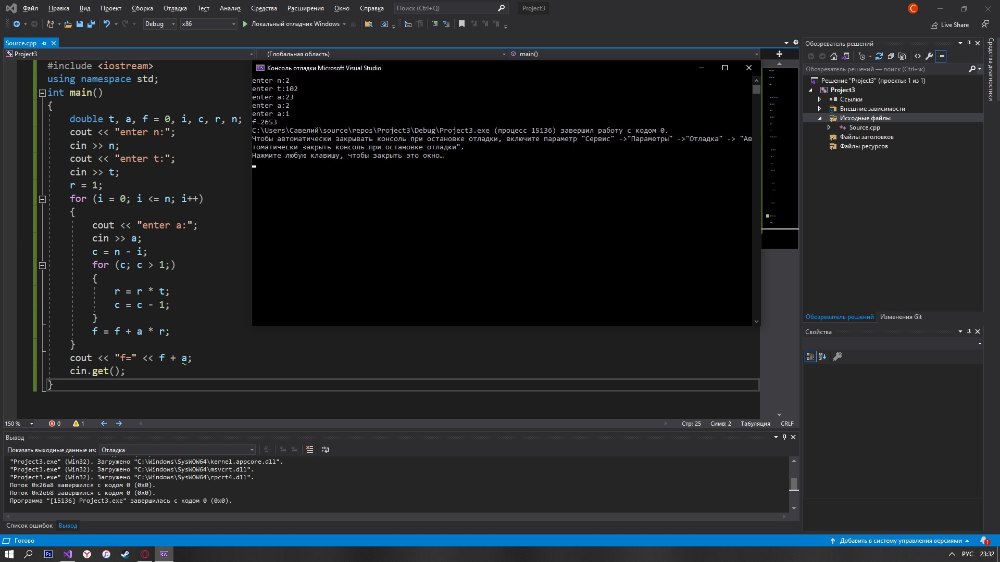 Файл Правка Вид Проект Сборка Отладка Тест Анализ Средства Расширения Окно Справка Поиск (Ctrl+Q) Project3 C
Debug x86 Локальный отладчик Windows Live Share
Source.cpp
Project3 (Глобальная область) main()
#include <iostream>
using namespace std;
int main()
{
double t, a, f = 0, i, c, r, n;
cout << "enter n:";
cin >> n;
cout << "enter t:";
cin >> t;
r = 1;
for (i = 0; i <= n; i++)
{
cout << "enter a:";
cin >> a;
c = n - i;
for (c; c > 1;)
{
r = r * t;
c = c - 1;
}
f = f + a * r;
}
cout << "f=" << f + a;
cin.get();
}
Консоль отладки Microsoft Visual Studio
enter n:2
enter t:102
enter a:23
enter a:2
enter a:1
f=2653
C:\Users\Савелий\source\repos\Project3\Debug\Project3.exe (процесс 15136) завершил работу с кодом 0.
Чтобы автоматически закрывать консоль при остановке отладки, включите параметр "Сервис" ->"Параметры" ->"Отладка" -> "Ав
томатически закрыть консоль при остановке отладки".
Нажмите любую клавишу, чтобы закрыть это окно…
150 % 0 1 Стр: 25 Симв: 2 Табуляция CRLF
Вывод
Показать выходные данные из: Отладка
"Project3.exe" (Win32). Загружено "C:\Windows\SysWOW64\kernel.appcore.dll".
"Project3.exe" (Win32). Загружено "C:\Windows\SysWOW64\msvcrt.dll".
"Project3.exe" (Win32). Загружено "C:\Windows\SysWOW64\rpcrt4.dll".
Поток 0x26a8 завершился с кодом 0 (0x0).
Поток 0x2eb8 завершился с кодом 0 (0x0).
Программа "[15136] Project3.exe" завершилась с кодом 0 (0x0).
Список ошибок Вывод
Обозреватель решений
Обозреватель решений — поиск (Ctrl+ж)
Решение "Project3" (проекты: 1 из 1)
Project3
Ссылки
Внешние зависимости
Исходные файлы
Source.cpp
Файлы заголовков
Файлы ресурсов
Обозреватель решений Изменения Git
Свойства
Средства диагностики
Готово Добавить в систему управления версиями 1
Ps РУС 23:32